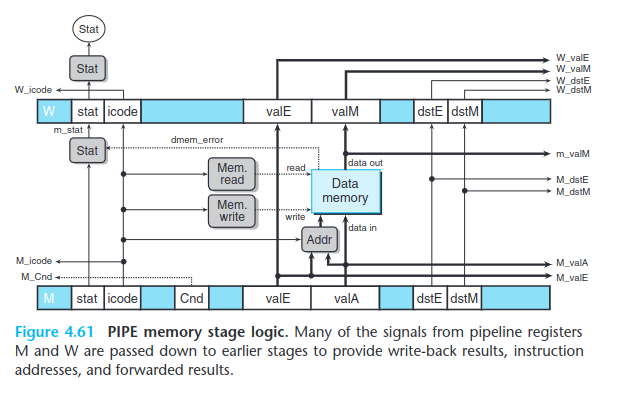 Stat
Stat
W_valE
W_valM
W_dstE
W_dstM
W_icode
W stat icode valE valM dstE dstM
m_stat
Stat
dmem_error
Mem.
read
read
data out
m_valM
Data
memory
M_dstE
M_dstM
Mem.
write
write
data in
Addr
M_icode
M_Cnd
M_valA
M_valE
M stat icode Cnd valE valA dstE dstM
Figure 4.61 PIPE memory stage logic. Many of the signals from pipeline registers
M and W are passed down to earlier stages to provide write-back results, instruction
addresses, and forwarded results.